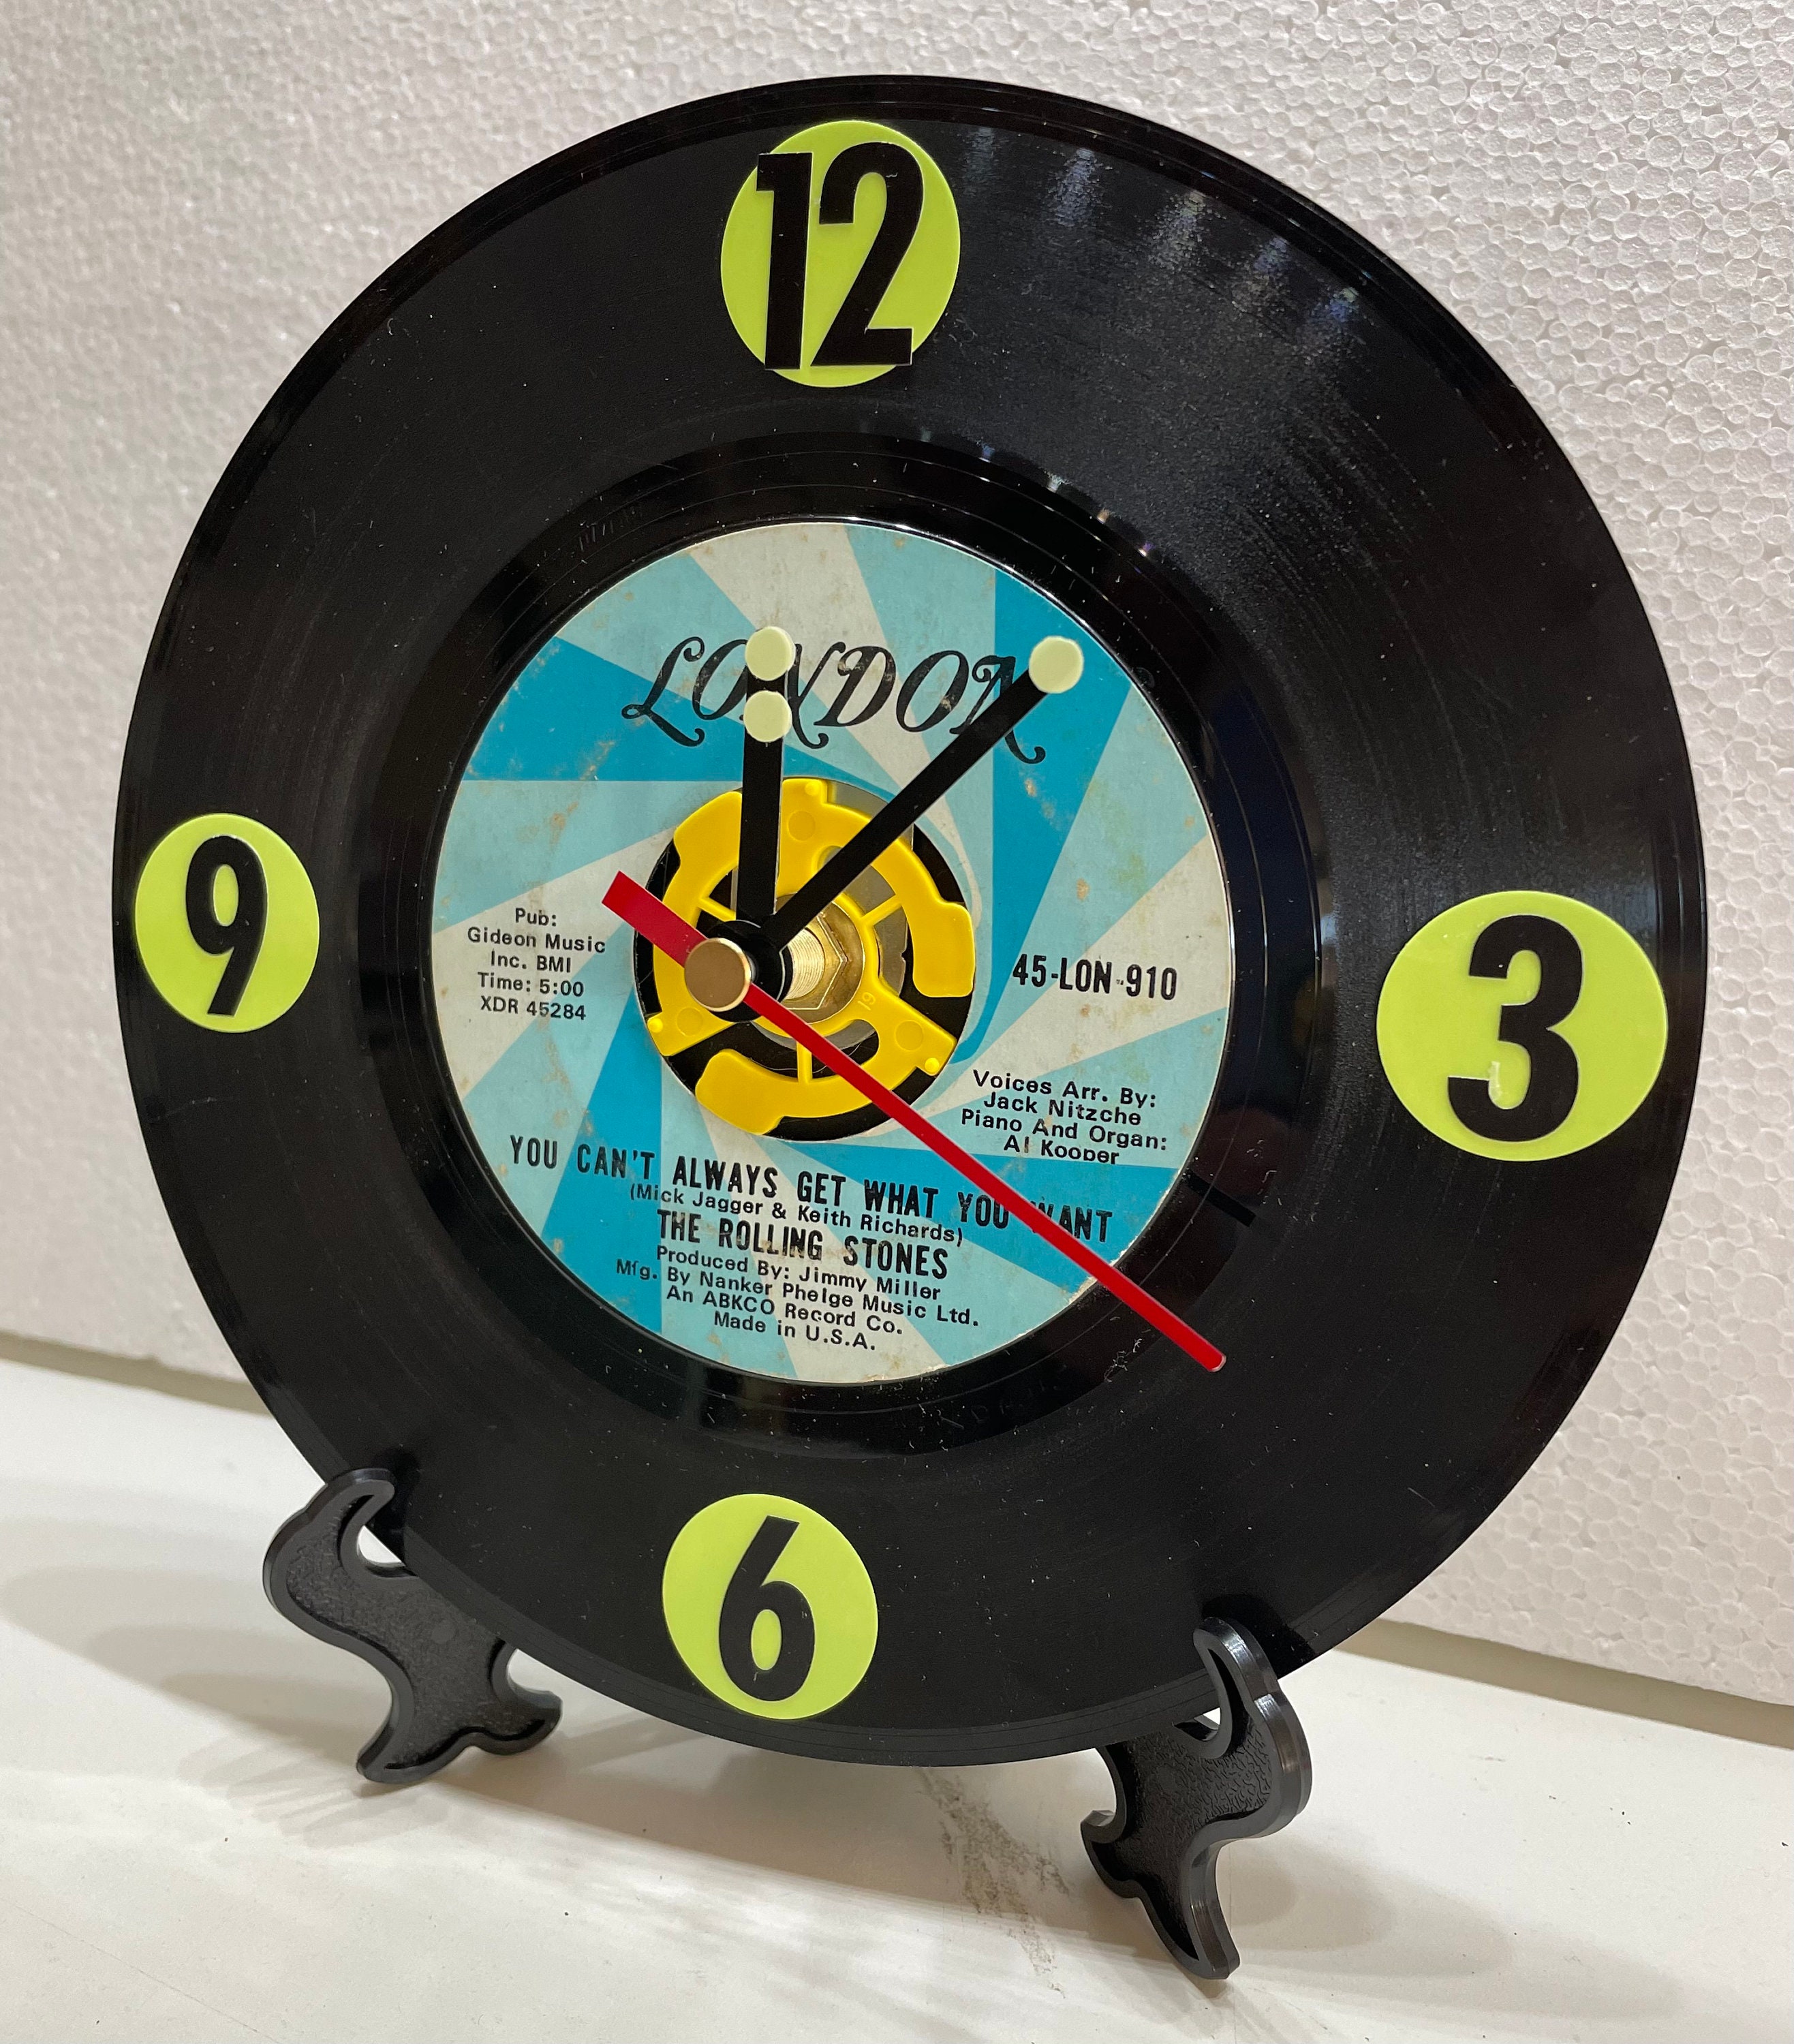 12
LONDON
9
Pub:
Gideon Music
Inc. BMI
Time: 5:00
XDR 45284
45-LON-910
3
19
Voices Arr. By:
Jack Nitzche
Piano And Organ:
Al Kooper
YOU CAN'T ALWAYS GET WHAT YOU WANT
(Mick Jagger & Keith Richards)
THE ROLLING STONES
Produced By: Jimmy Miller
Mfg. By Nanker Phelge Music Ltd.
An ABKCO Record Co.
Made in U.S.A.
6